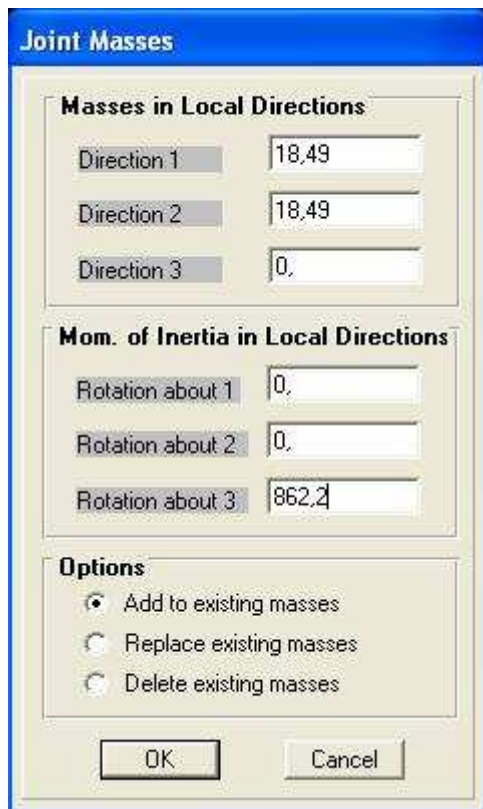 Joint Masses
Masses in Local Directions
Direction 1 18,49
Direction 2 18,49
Direction 3 0,
Mom. of Inertia in Local Directions
Rotation about 1 0,
Rotation about 2 0,
Rotation about 3 862,2
Options
Add to existing masses
Replace existing masses
Delete existing masses
OK Cancel